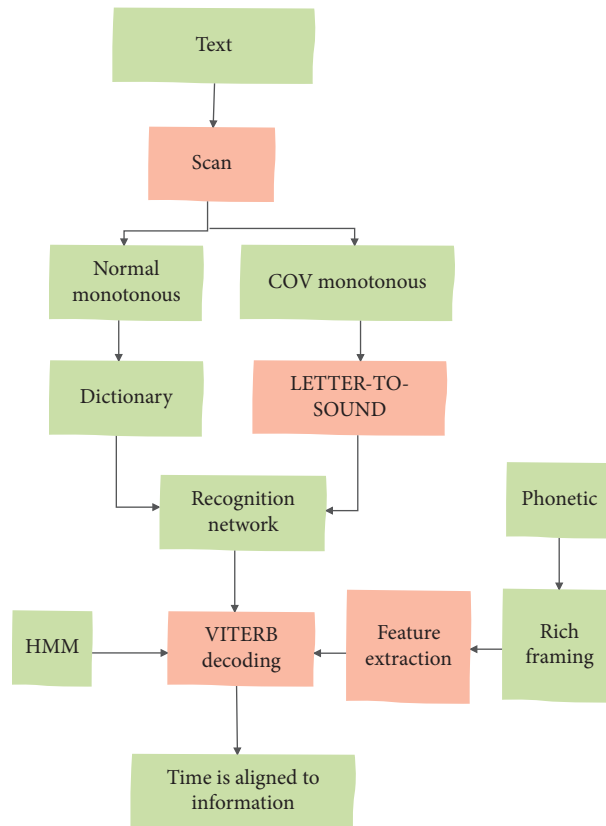 Text
Scan
Normal
monotonous
COV monotonous
Dictionary
LETTER-TO-
SOUND
Recognition
network
Phonetic
HMM
VITERB
decoding
Feature
extraction
Rich
framing
Time is aligned to
information